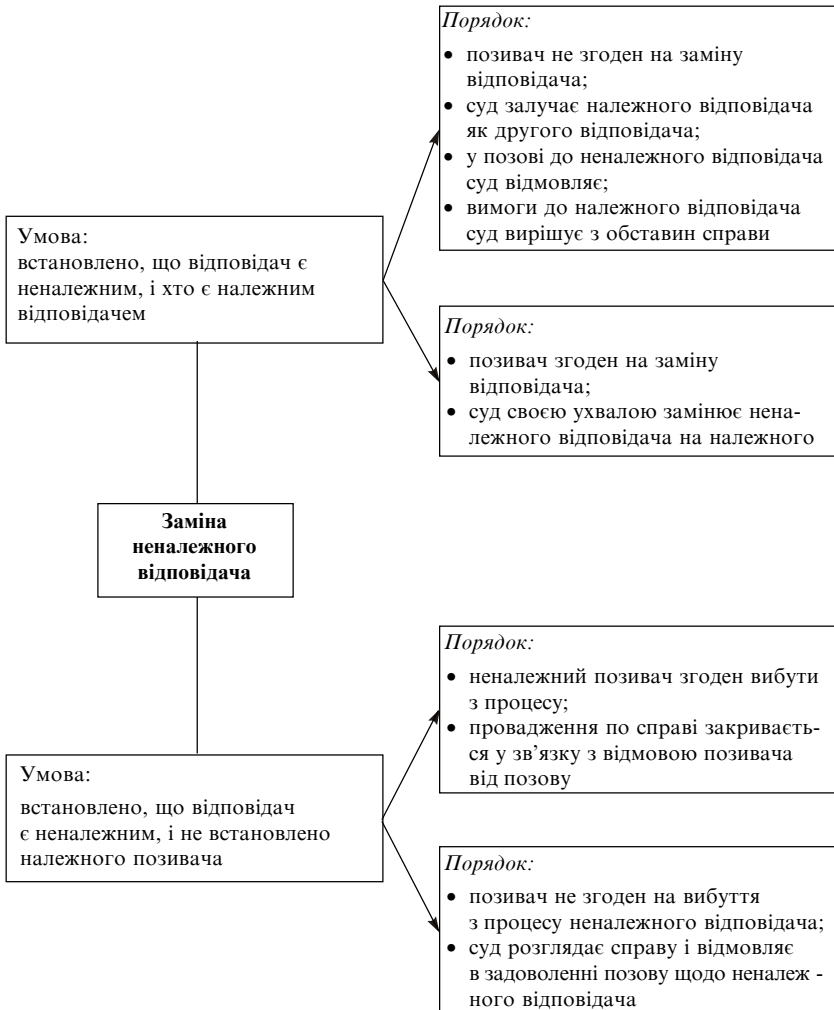 Порядок:
• позивач не згоден на заміну
відповідача;
• суд залучає належного відповідача
як другого відповідача;
• у позові до неналежного відповідача
суд відмовляє;
• вимоги до належного відповідача
суд вирішує з обставин справи
Умова:
встановлено, що відповідач є
неналежним, і хто є належним
відповідачем
Порядок:
• позивач згоден на заміну
відповідача;
• суд своєю ухвалою замінює нена-
лежного відповідача на належного
Заміна
неналежного
відповідача
Порядок:
• неналежний позивач згоден вибути
з процесу;
• провадження по справі закриваєть-
ся у зв’язку з відмовою позивача
від позову
Умова:
встановлено, що відповідач
є неналежним, і не встановлено
належного позивача
Порядок:
• позивач не згоден на вибуття
з процесу неналежного відповідача;
• суд розглядає справу і відмовляє
в задоволенні позову щодо неналеж -
ного відповідача